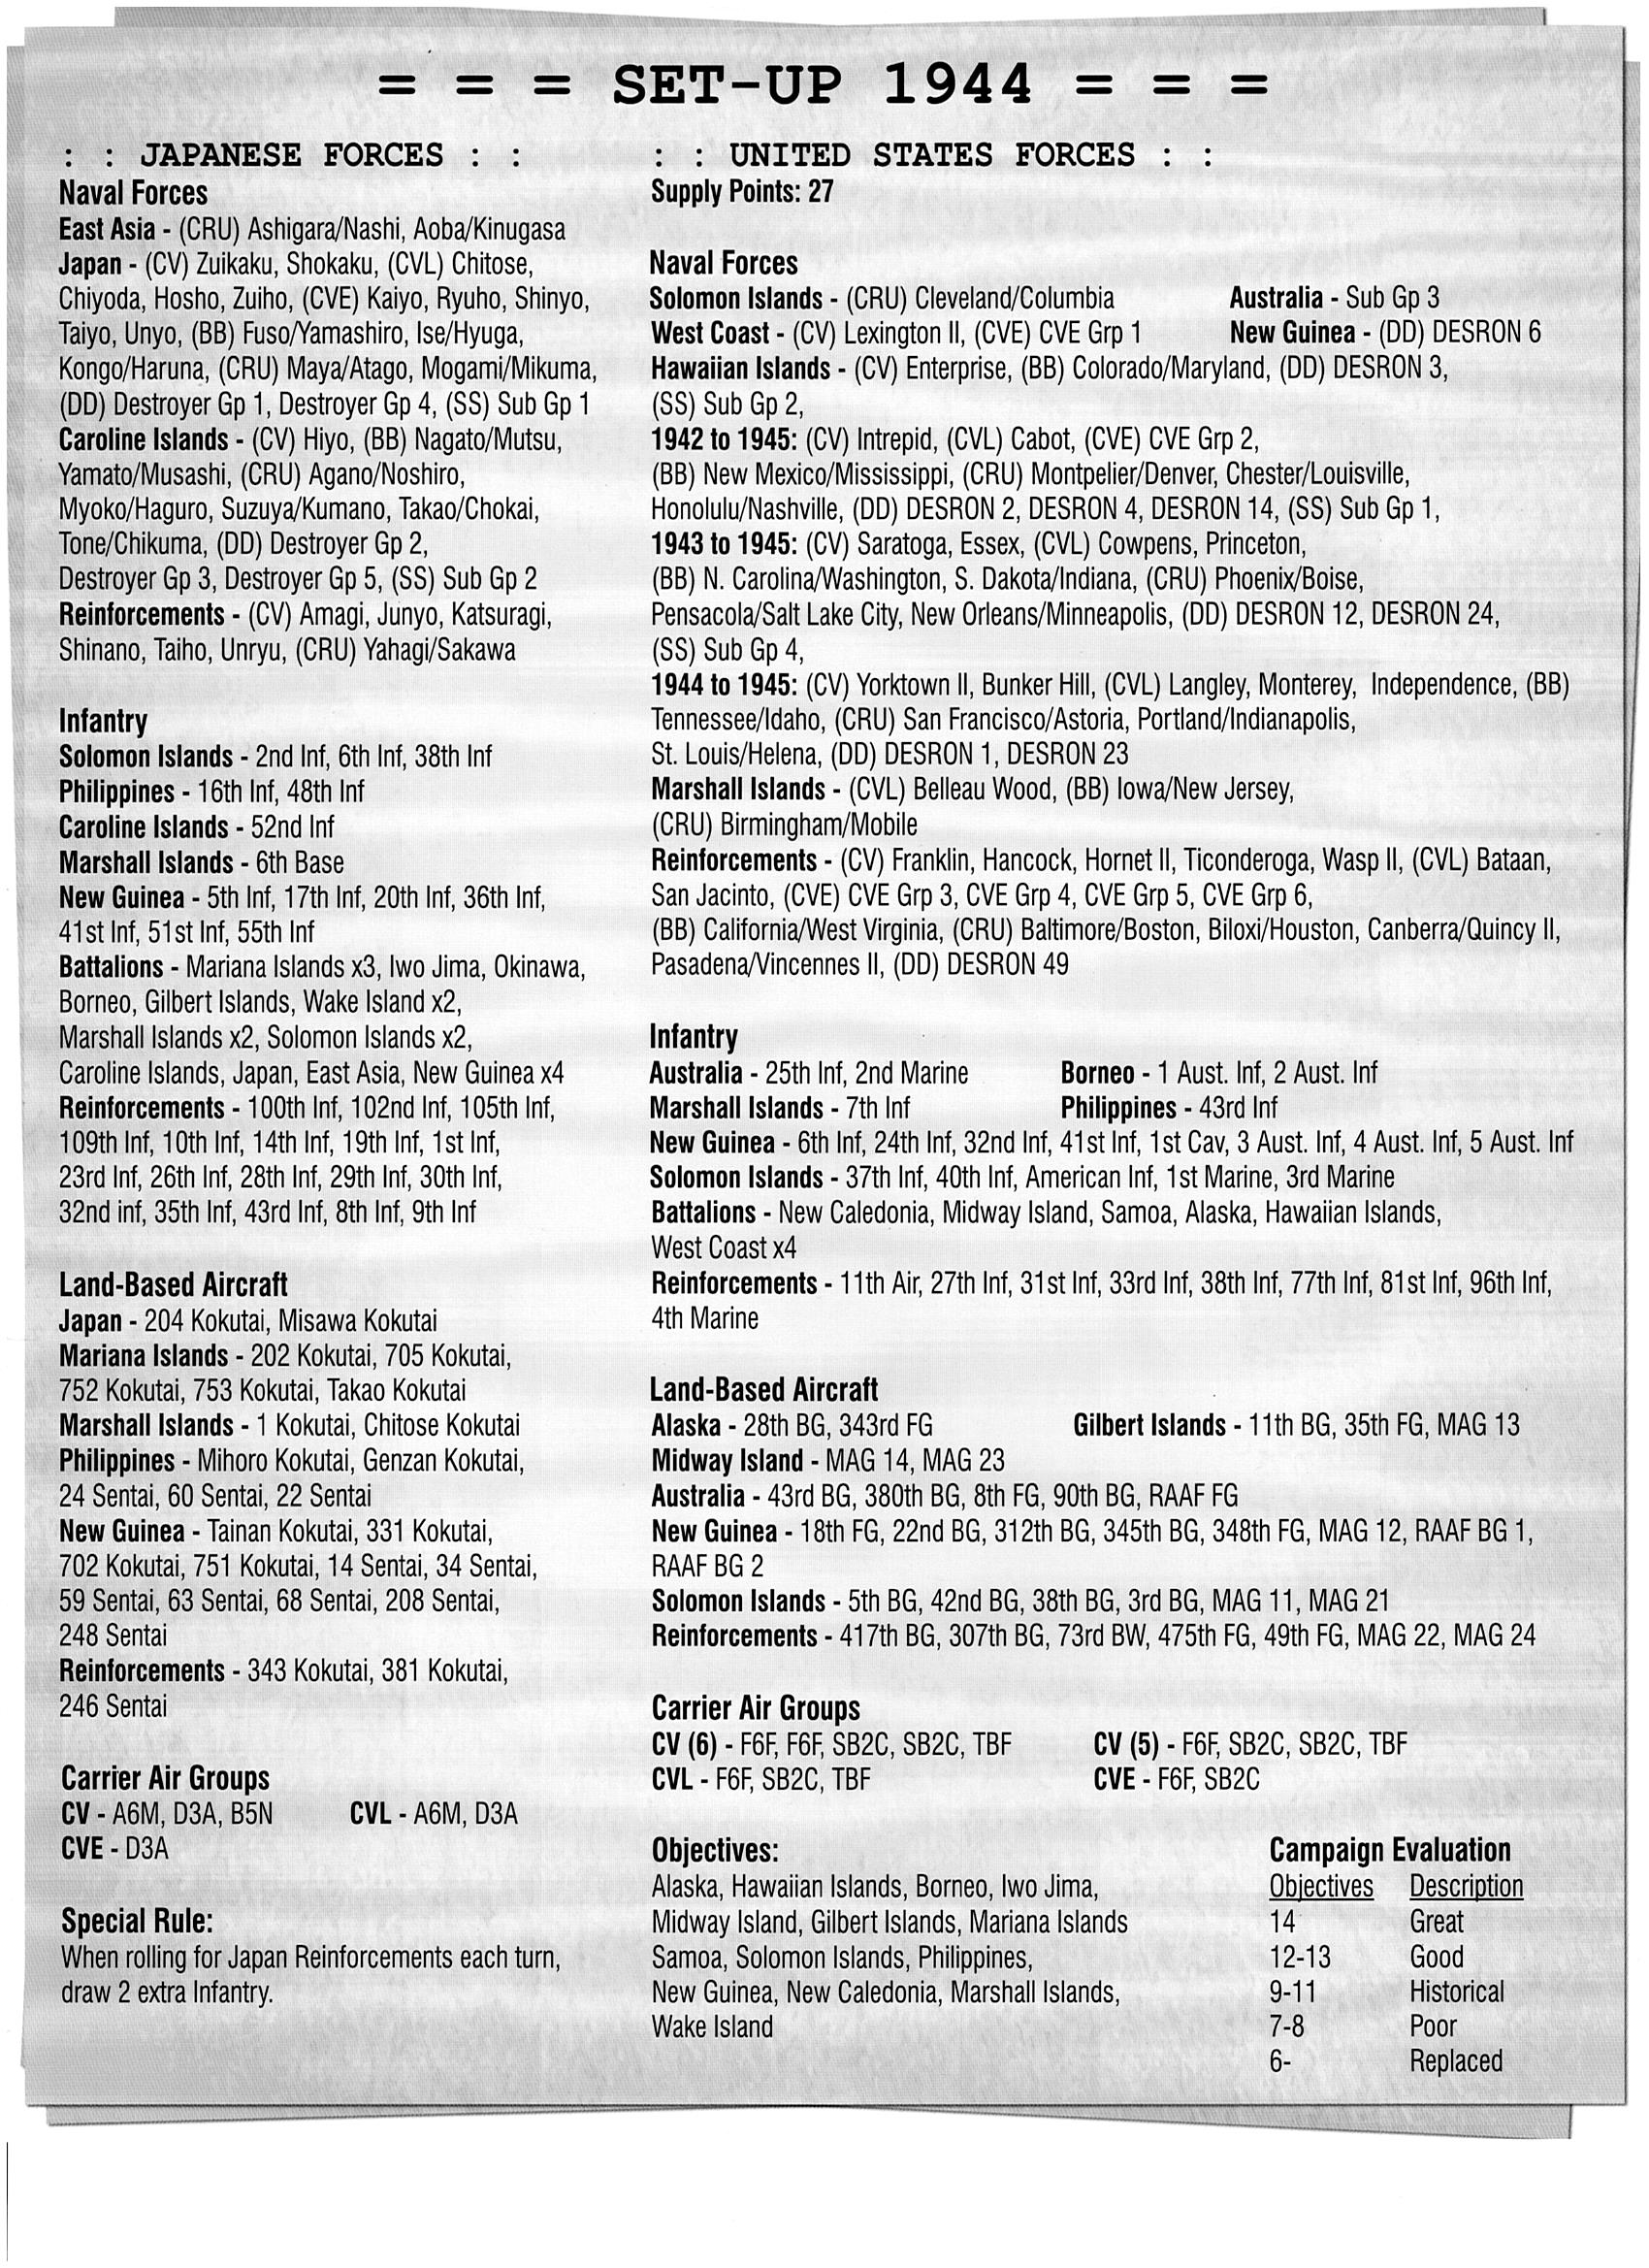 = = = SET-UP 1944 = = =
: : JAPANESE FORCES : :
Naval Forces
East Asia - (CRU) Ashigara/Nashi, Aoba/Kinugasa
Japan - (CV) Zuikaku, Shokaku, (CVL) Chitose,
Chiyoda, Hosho, Zuiho, (CVE) Kaiyo, Ryuho, Shinyo,
Taiyo, Unyo, (BB) Fuso/Yamashiro, Ise/Hyuga,
Kongo/Haruna, (CRU) Maya/Atago, Mogami/Mikuma,
(DD) Destroyer Gp 1, Destroyer Gp 4, (SS) Sub Gp 1
Caroline Islands - (CV) Hiyo, (BB) Nagato/Mutsu,
Yamato/Musashi, (CRU) Agano/Noshiro,
Myoko/Haguro, Suzuya/Kumano, Takao/Chokai,
Tone/Chikuma, (DD) Destroyer Gp 2,
Destroyer Gp 3, Destroyer Gp 5, (SS) Sub Gp 2
Reinforcements - (CV) Amagi, Junyo, Katsuragi,
Shinano, Taiho, Unryu, (CRU) Yahagi/Sakawa
Infantry
Solomon Islands - 2nd Inf, 6th Inf, 38th Inf
Philippines - 16th Inf, 48th Inf
Caroline Islands - 52nd Inf
Marshall Islands - 6th Base
New Guinea - 5th Inf, 17th Inf, 20th Inf, 36th Inf,
41st Inf, 51st Inf, 55th Inf
Battalions - Mariana Islands x3, Iwo Jima, Okinawa,
Borneo, Gilbert Islands, Wake Island x2,
Marshall Islands x2, Solomon Islands x2,
Caroline Islands, Japan, East Asia, New Guinea x4
Reinforcements - 100th Inf, 102nd Inf, 105th Inf,
109th Inf, 10th Inf, 14th Inf, 19th Inf, 1st Inf,
23rd Inf, 26th Inf, 28th Inf, 29th Inf, 30th Inf,
32nd inf, 35th Inf, 43rd Inf, 8th Inf, 9th Inf
Land-Based Aircraft
Japan - 204 Kokutai, Misawa Kokutai
Mariana Islands - 202 Kokutai, 705 Kokutai,
752 Kokutai, 753 Kokutai, Takao Kokutai
Marshall Islands - 1 Kokutai, Chitose Kokutai
Philippines - Mihoro Kokutai, Genzan Kokutai,
24 Sentai, 60 Sentai, 22 Sentai
New Guinea - Tainan Kokutai, 331 Kokutai,
702 Kokutai, 751 Kokutai, 14 Sentai, 34 Sentai,
59 Sentai, 63 Sentai, 68 Sentai, 208 Sentai,
248 Sentai
Reinforcements - 343 Kokutai, 381 Kokutai,
246 Sentai
Carrier Air Groups
CV - A6M, D3A, B5N CVL - A6M, D3A
CVE - D3A
Special Rule:
When rolling for Japan Reinforcements each turn,
draw 2 extra Infantry.
: : UNITED STATES FORCES : :
Supply Points: 27
Naval Forces
Solomon Islands - (CRU) Cleveland/Columbia Australia - Sub Gp 3
West Coast - (CV) Lexington II, (CVE) CVE Grp 1 New Guinea - (DD) DESRON 6
Hawaiian Islands - (CV) Enterprise, (BB) Colorado/Maryland, (DD) DESRON 3,
(SS) Sub Gp 2,
1942 to 1945: (CV) Intrepid, (CVL) Cabot, (CVE) CVE Grp 2,
(BB) New Mexico/Mississippi, (CRU) Montpelier/Denver, Chester/Louisville,
Honolulu/Nashville, (DD) DESRON 2, DESRON 4, DESRON 14, (SS) Sub Gp 1,
1943 to 1945: (CV) Saratoga, Essex, (CVL) Cowpens, Princeton,
(BB) N. Carolina/Washington, S. Dakota/Indiana, (CRU) Phoenix/Boise,
Pensacola/Salt Lake City, New Orleans/Minneapolis, (DD) DESRON 12, DESRON 24,
(SS) Sub Gp 4,
1944 to 1945: (CV) Yorktown II, Bunker Hill, (CVL) Langley, Monterey, Independence, (BB)
Tennessee/Idaho, (CRU) San Francisco/Astoria, Portland/Indianapolis,
St. Louis/Helena, (DD) DESRON 1, DESRON 23
Marshall Islands - (CVL) Belleau Wood, (BB) Iowa/New Jersey,
(CRU) Birmingham/Mobile
Reinforcements - (CV) Franklin, Hancock, Hornet II, Ticonderoga, Wasp II, (CVL) Bataan,
San Jacinto, (CVE) CVE Grp 3, CVE Grp 4, CVE Grp 5, CVE Grp 6,
(BB) California/West Virginia, (CRU) Baltimore/Boston, Biloxi/Houston, Canberra/Quincy II,
Pasadena/Vincennes II, (DD) DESRON 49
Infantry
Australia - 25th Inf, 2nd Marine Borneo - 1 Aust. Inf, 2 Aust. Inf
Marshall Islands - 7th Inf Philippines - 43rd Inf
New Guinea - 6th Inf, 24th Inf, 32nd Inf, 41st Inf, 1st Cav, 3 Aust. Inf, 4 Aust. Inf, 5 Aust. Inf
Solomon Islands - 37th Inf, 40th Inf, American Inf, 1st Marine, 3rd Marine
Battalions - New Caledonia, Midway Island, Samoa, Alaska, Hawaiian Islands,
West Coast x4
Reinforcements - 11th Air, 27th Inf, 31st Inf, 33rd Inf, 38th Inf, 77th Inf, 81st Inf, 96th Inf,
4th Marine
Land-Based Aircraft
Alaska - 28th BG, 343rd FG Gilbert Islands - 11th BG, 35th FG, MAG 13
Midway Island - MAG 14, MAG 23
Australia - 43rd BG, 380th BG, 8th FG, 90th BG, RAAF FG
New Guinea - 18th FG, 22nd BG, 312th BG, 345th BG, 348th FG, MAG 12, RAAF BG 1,
RAAF BG 2
Solomon Islands - 5th BG, 42nd BG, 38th BG, 3rd BG, MAG 11, MAG 21
Reinforcements - 417th BG, 307th BG, 73rd BW, 475th FG, 49th FG, MAG 22, MAG 24
Carrier Air Groups
CV (6) - F6F, F6F, SB2C, SB2C, TBF CV (5) - F6F, SB2C, SB2C, TBF
CVL - F6F, SB2C, TBF CVE - F6F, SB2C
Objectives:
Alaska, Hawaiian Islands, Borneo, Iwo Jima,
Midway Island, Gilbert Islands, Mariana Islands
Samoa, Solomon Islands, Philippines,
New Guinea, New Caledonia, Marshall Islands,
Wake Island
Campaign Evaluation
Objectives Description
14 Great
12-13 Good
9-11 Historical
7-8 Poor
6- Replaced